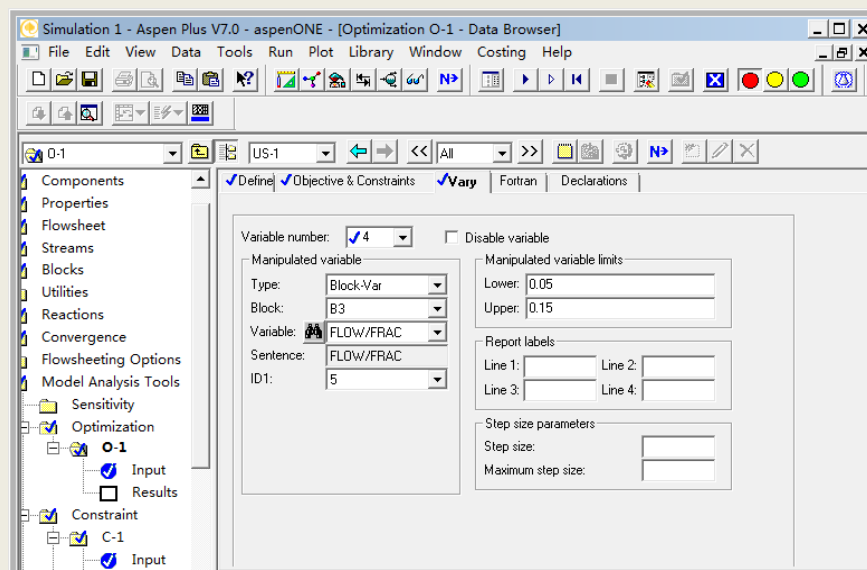 Simulation 1 - Aspen Plus V7.0 - aspenONE - [Optimization O-1 - Data Browser]
File Edit View Data Tools Run Plot Library Window Costing Help
N>
O-1 US-1 << All >> N>
Components
Properties
Flowsheet
Streams
Blocks
Utilities
Reactions
Convergence
Flowsheeting Options
Model Analysis Tools
Sensitivity
Optimization
O-1
Input
Results
Constraint
C-1
Input
Define Objective & Constraints Vary Fortran Declarations
Variable number: 4 Disable variable
Manipulated variable
Type: Block-Var
Block: B3
Variable: FLOW/FRAC
Sentence: FLOW/FRAC
ID1: 5
Manipulated variable limits
Lower: 0.05
Upper: 0.15
Report labels
Line 1: Line 2:
Line 3: Line 4:
Step size parameters
Step size:
Maximum step size: